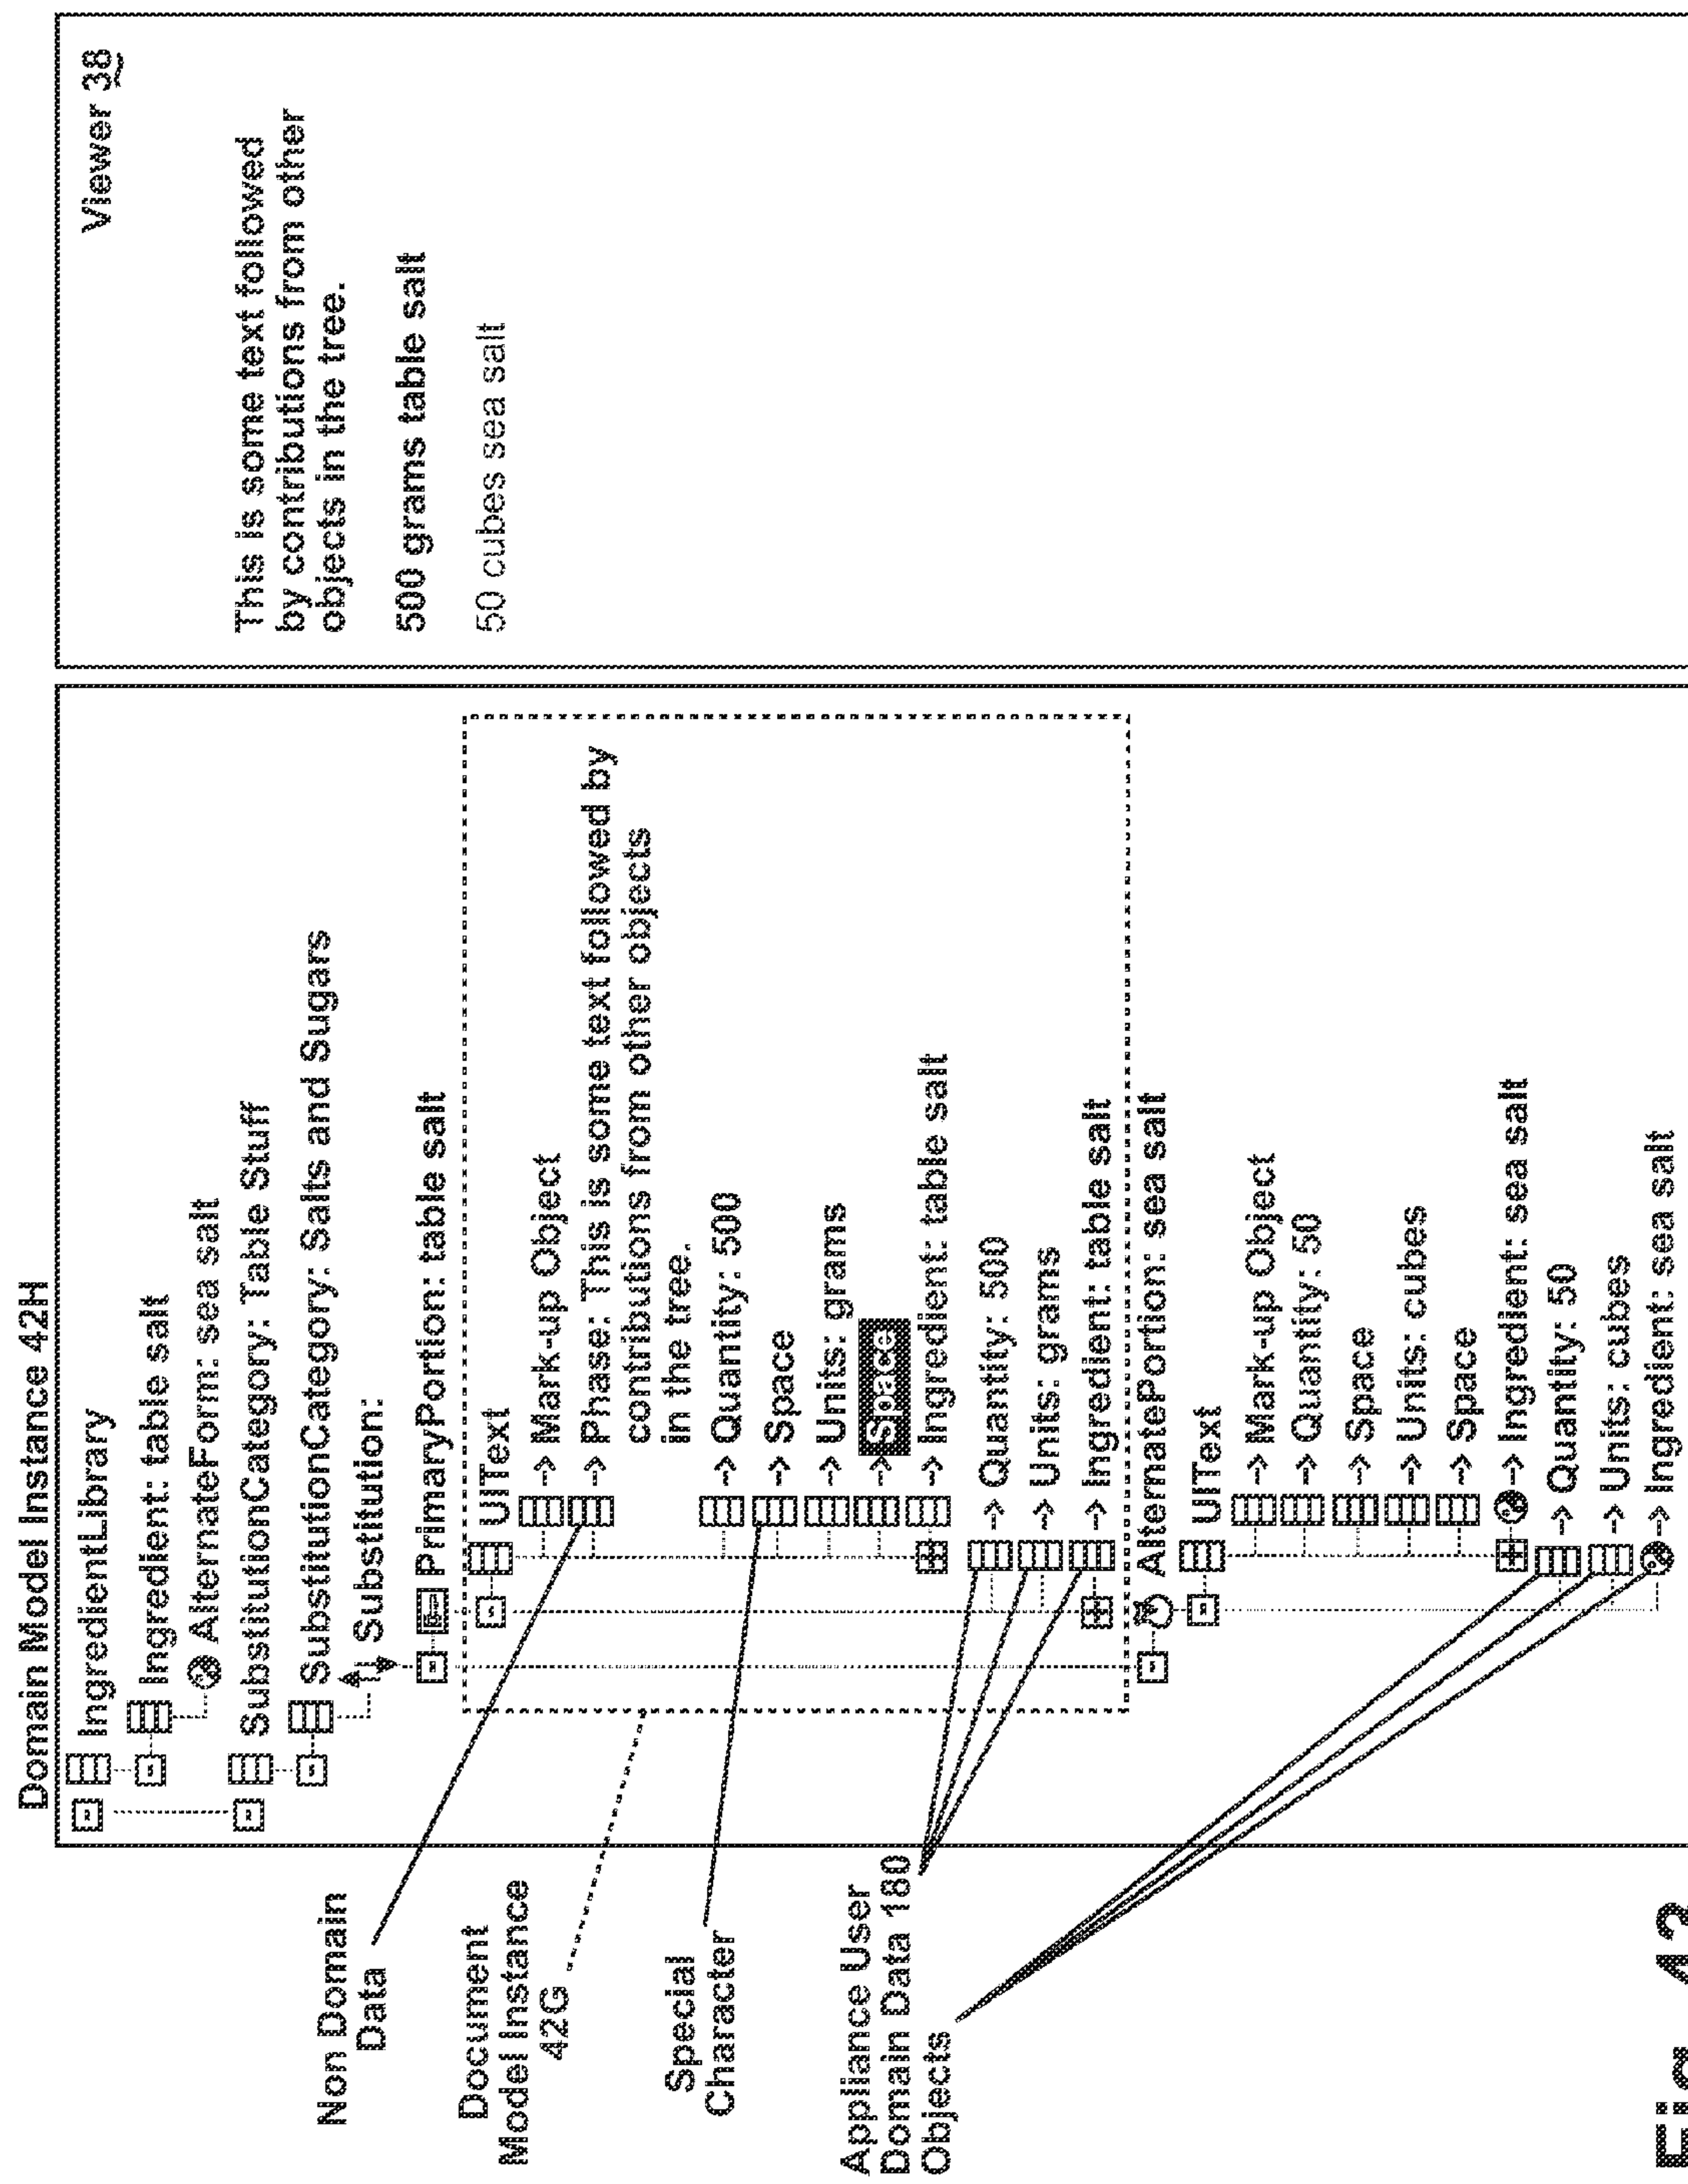 Domain Model Instance 42H
IngredientLibrary
Ingredient: table salt
AlternateForm: sea salt
SubstitutionCategory: Table Stuff
SubstitutionCategory: Salts and Sugars
Substitution:
PrimaryPortion: table salt
UIText
Mark-up Object
Phase: This is some text followed by
contributions from other objects
in the tree.
Quantity: 500
Space
Units: grams
Space
Ingredient: table salt
Quantity: 500
Units: grams
Ingredient: table salt
AlternatePortion: sea salt
UIText
Mark-up Object
Quantity: 50
Space
Units: cubes
Space
Ingredient: sea salt
Quantity: 50
Units: cubes
Ingredient: sea salt
Non Domain
Data
Document
Model Instance
42G
Special
Character
Appliance User
Domain Data 180
Objects
Viewer 38
This is some text followed
by contributions from other
objects in the tree.
500 grams table salt
50 cubes sea salt
Fig. 43